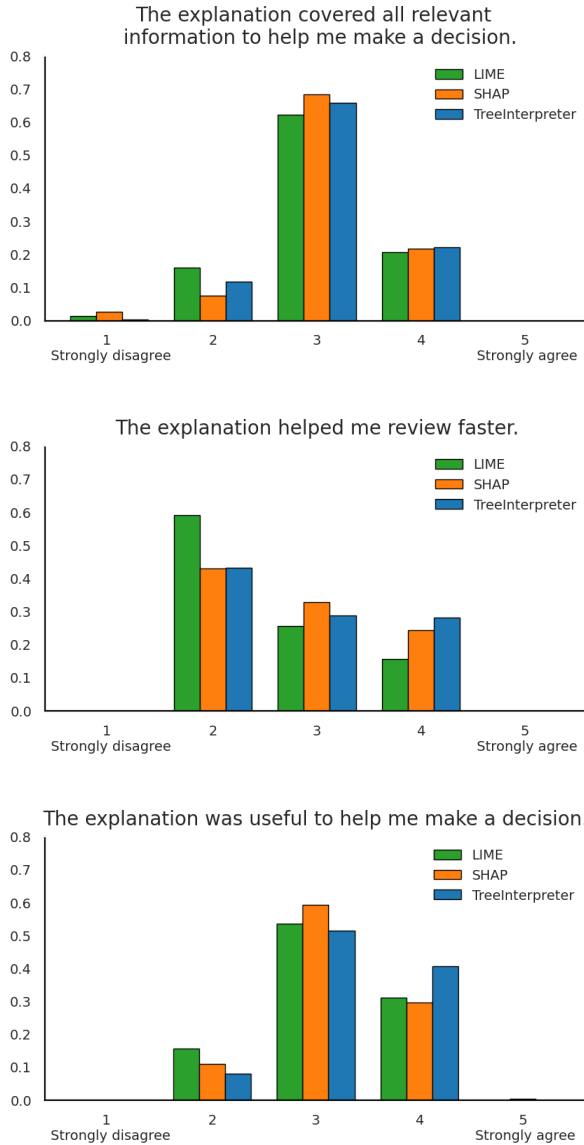 The explanation covered all relevant
information to help me make a decision.
0.8
0.7
0.6
0.5
0.4
0.3
0.2
0.1
0.0
LIME
SHAP
TreeInterpreter
1
Strongly disagree
2
3
4
5
Strongly agree
The explanation helped me review faster.
0.8
0.7
0.6
0.5
0.4
0.3
0.2
0.1
0.0
LIME
SHAP
TreeInterpreter
1
Strongly disagree
2
3
4
5
Strongly agree
The explanation was useful to help me make a decision.
0.8
0.7
0.6
0.5
0.4
0.3
0.2
0.1
0.0
LIME
SHAP
TreeInterpreter
1
Strongly disagree
2
3
4
5
Strongly agree